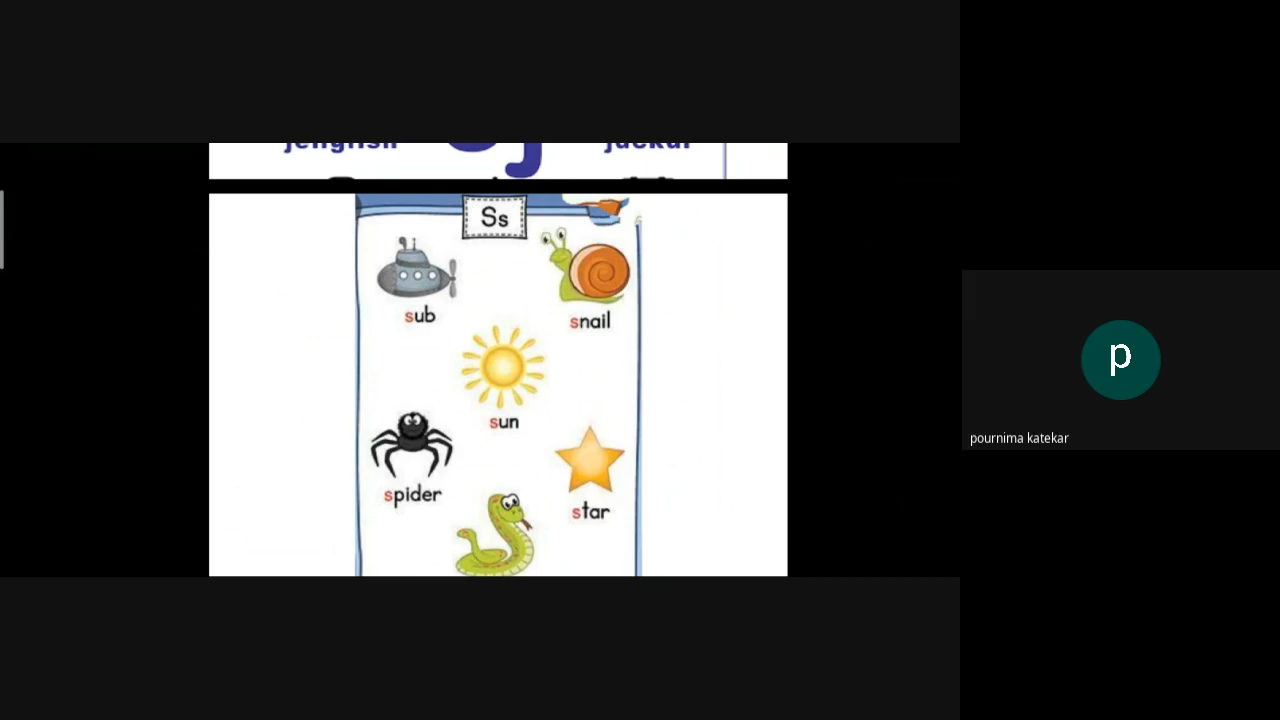 Ss
sub
snail
sun
spider
star
p
pournima katekar